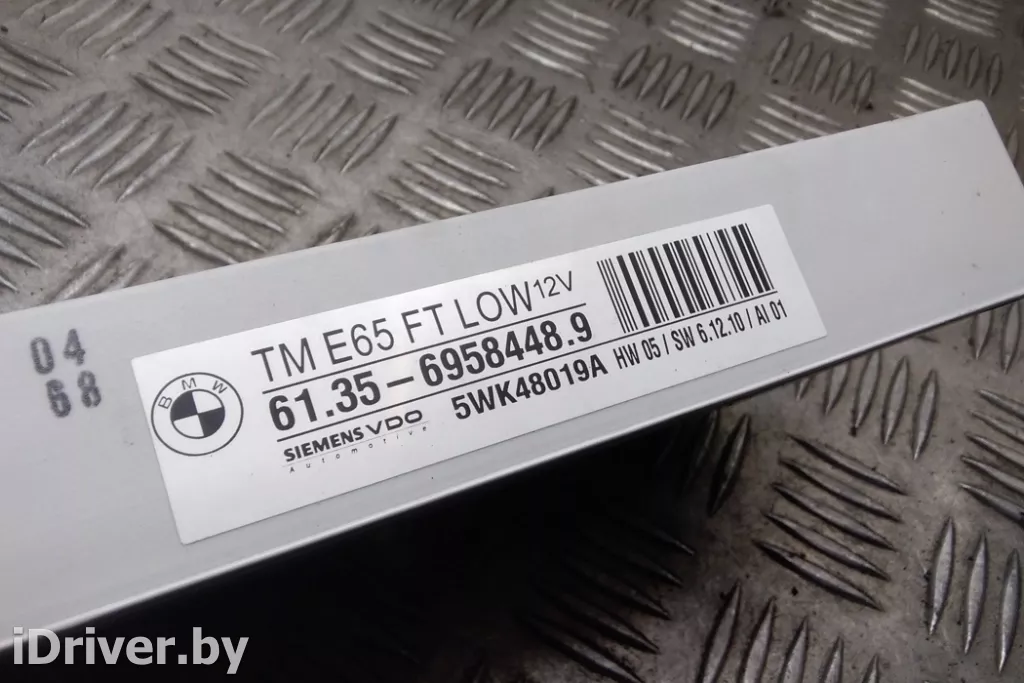 04
68
BMW
TM E65 FT LOW 12V
61.35 – 6958448.9
SIEMENS VDO
Automotive
5WK48019A HW 05 / SW 6.12.10 / AI 01
iDriver.by